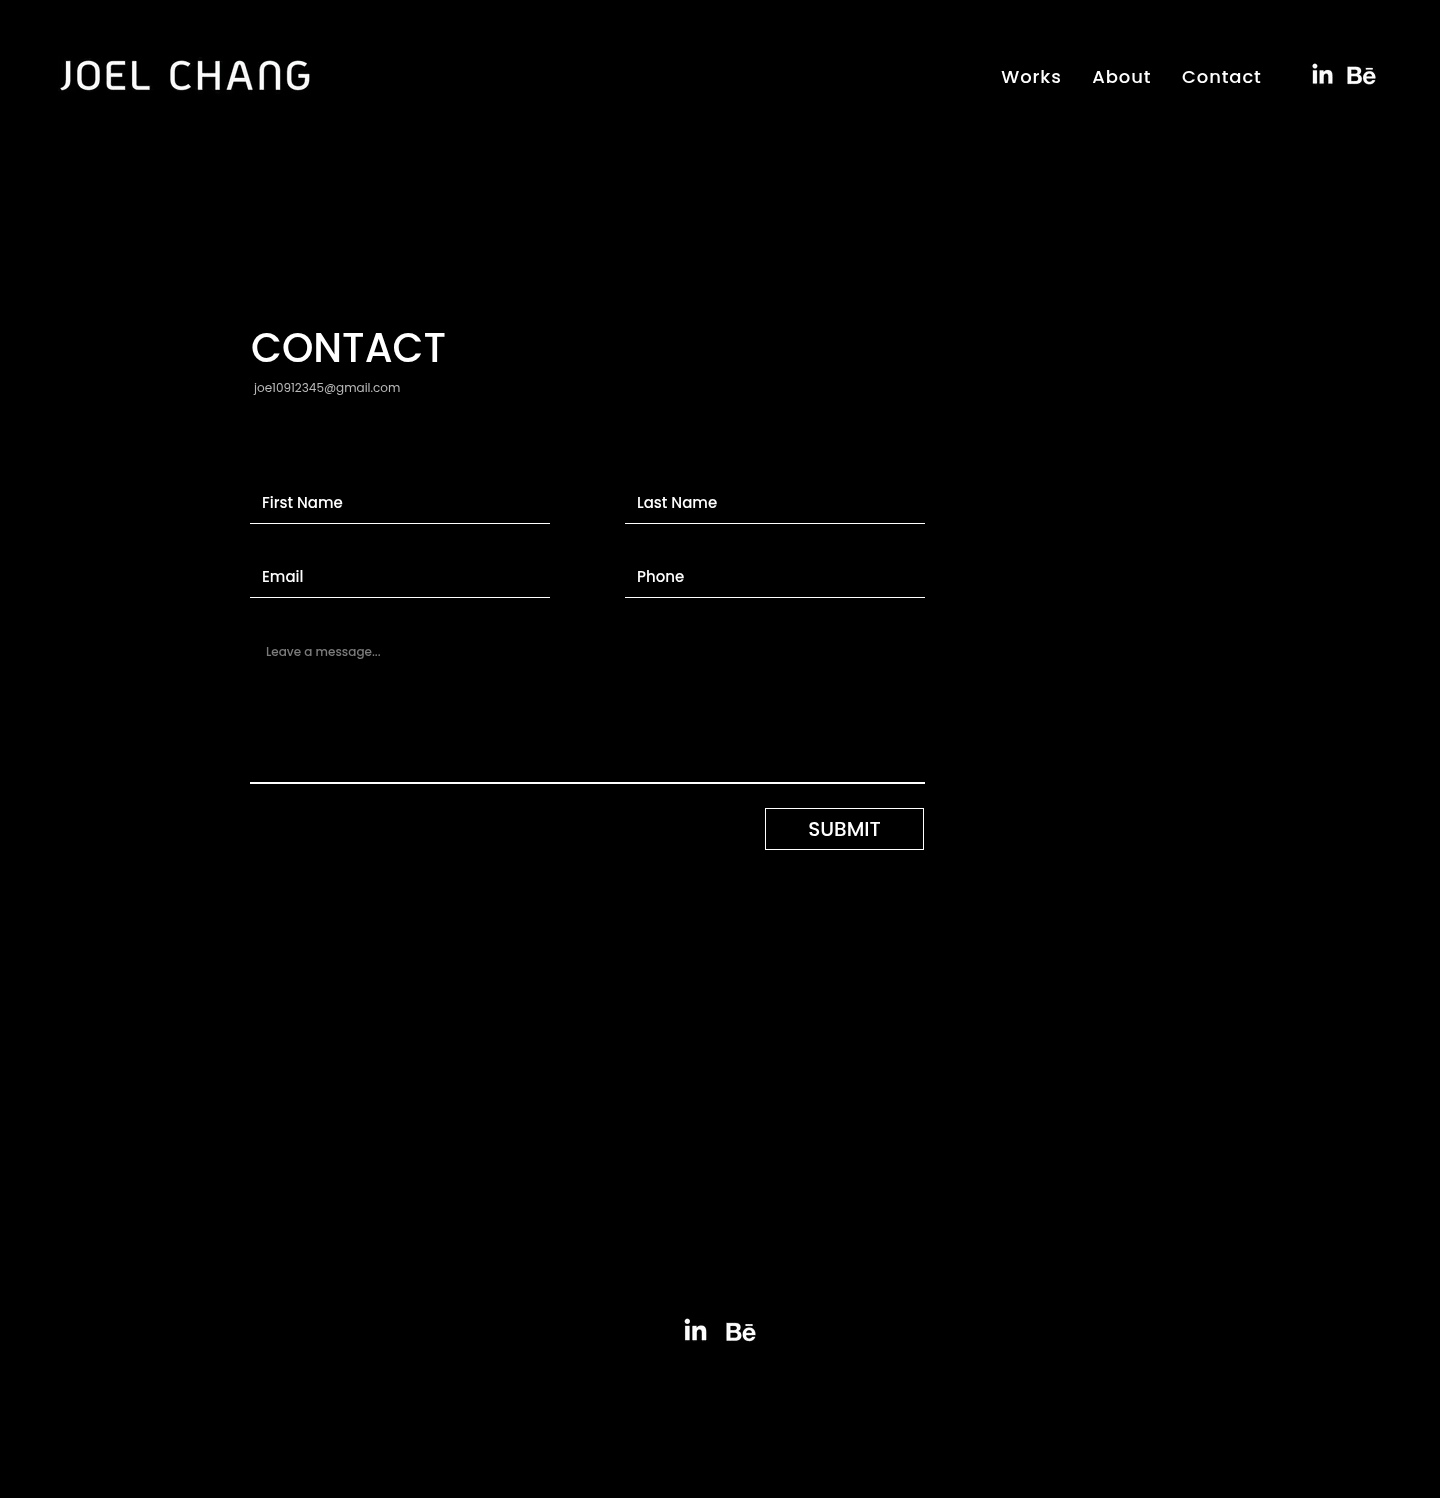 JOEL CHANG
Works About Contact in Bē
CONTACT
joe10912345@gmail.com
First Name Last Name
Email Phone
Leave a message...
SUBMIT
in Bē